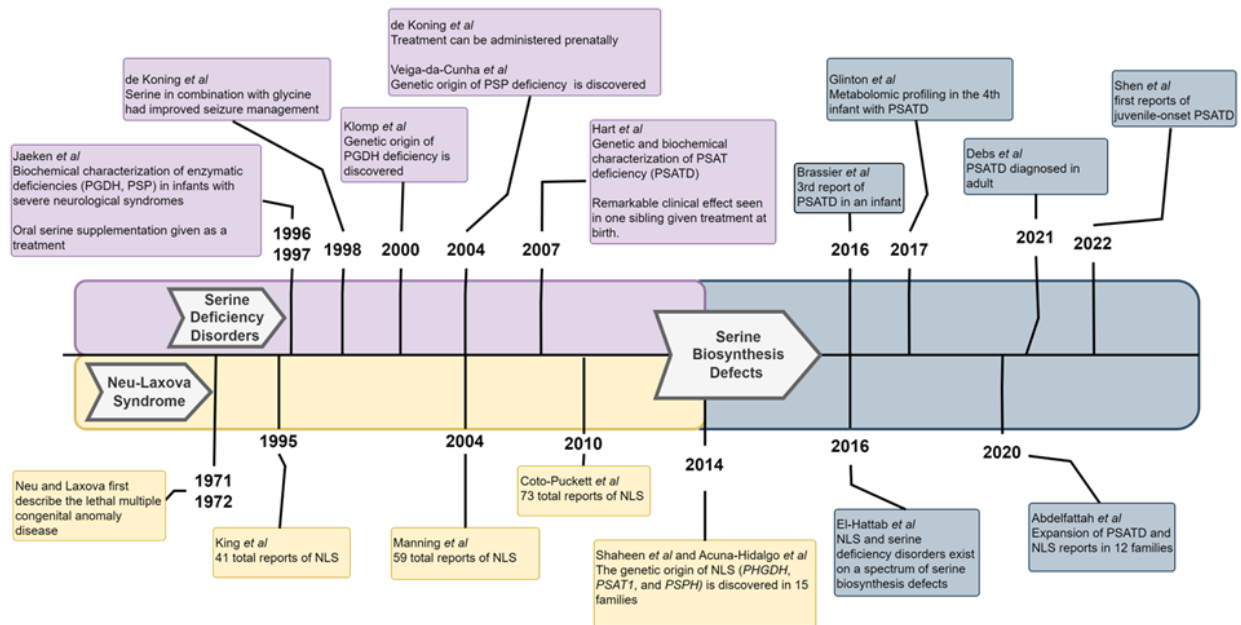 de Koning et al
Treatment can be administered prenatally
Veiga-da-Cunha et al
Genetic origin of PSP deficiency is discovered
de Koning et al
Serine in combination with glycine
had improved seizure management
Glinton et al
Metabolomic profiling in the 4th
infant with PSATD
Shen et al
first reports of
juvenile-onset PSATD
Klomp et al
Genetic origin of
PGDH deficiency is
discovered
Hart et al
Genetic and biochemical
characterization of PSAT
deficiency (PSATD)
Remarkable clinical effect seen
in one sibling given treatment at
birth.
Jaeken et al
Biochemical characterization of enzymatic
deficiencies (PGDH, PSP) in infants with
severe neurological syndromes
Oral serine supplementation given as a
treatment
Brassier et al
3rd report of
PSATD in an infant
Debs et al
PSATD diagnosed in
adult
1996
1997
1998
2000
2004
2007
2016
2017
2021
2022
Serine
Deficiency
Disorders
Serine
Biosynthesis
Defects
Neu-Laxova
Syndrome
1971
1972
1995
2004
2010
2014
2016
2020
Neu and Laxova first
describe the lethal multiple
congenital anomaly
disease
King et al
41 total reports of NLS
Manning et al
59 total reports of NLS
Coto-Puckett et al
73 total reports of NLS
Shaheen et al and Acuna-Hidalgo et al
The genetic origin of NLS (PHGDH,
PSAT1, and PSPH) is discovered in 15
families
El-Hattab et al
NLS and serine
deficiency disorders exist
on a spectrum of serine
biosynthesis defects
Abdelfattah et al
Expansion of PSATD and
NLS reports in 12 families